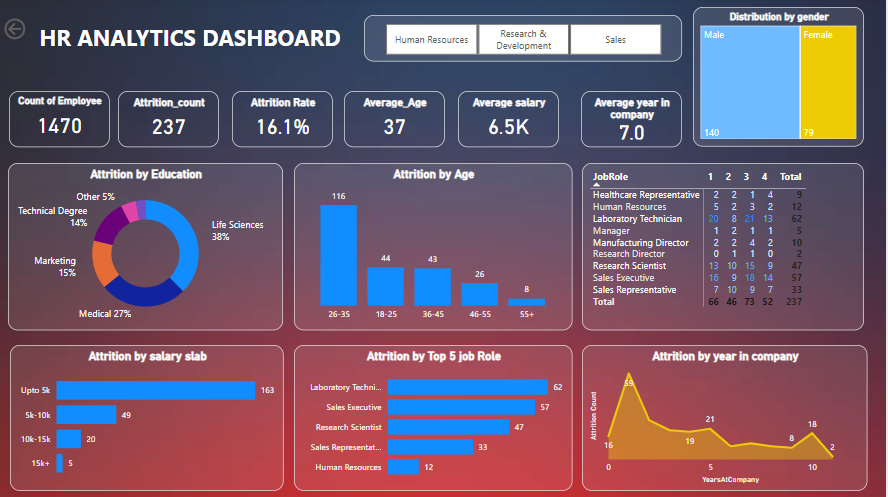 HR ANALYTICS DASHBOARD
Human Resources
Research &
Development
Sales
Distribution by gender
Male
Female
140
79
Count of Employee
1470
Attrition_count
237
Attrition Rate
16.1%
Average_Age
37
Average salary
6.5K
Average year in
company
7.0
Attrition by Education
Other 5%
Technical Degree
14%
Marketing
15%
Medical 27%
Life Sciences
38%
Attrition by Age
116
44
43
26
8
26-35
18-25
36-45
46-55
55+
JobRole 1 2 3 4 Total
Healthcare Representative 2 2 1 4 9
Human Resources 5 2 3 2 12
Laboratory Technician 20 8 21 13 62
Manager 1 2 1 1 5
Manufacturing Director 2 2 4 2 10
Research Director 0 1 1 0 2
Research Scientist 13 10 15 9 47
Sales Executive 16 9 18 14 57
Sales Representative 7 10 9 7 33
Total 66 46 73 52 237
Attrition by salary slab
Upto 5k 163
5k-10k 49
10k-15k 20
15k+ 5
Attrition by Top 5 job Role
Laboratory Techni... 62
Sales Executive 57
Research Scientist 47
Sales Representat... 33
Human Resources 12
Attrition by year in company
Attrition Count
16
59
19
21
8
18
2
0
5
10
YearsAtCompany